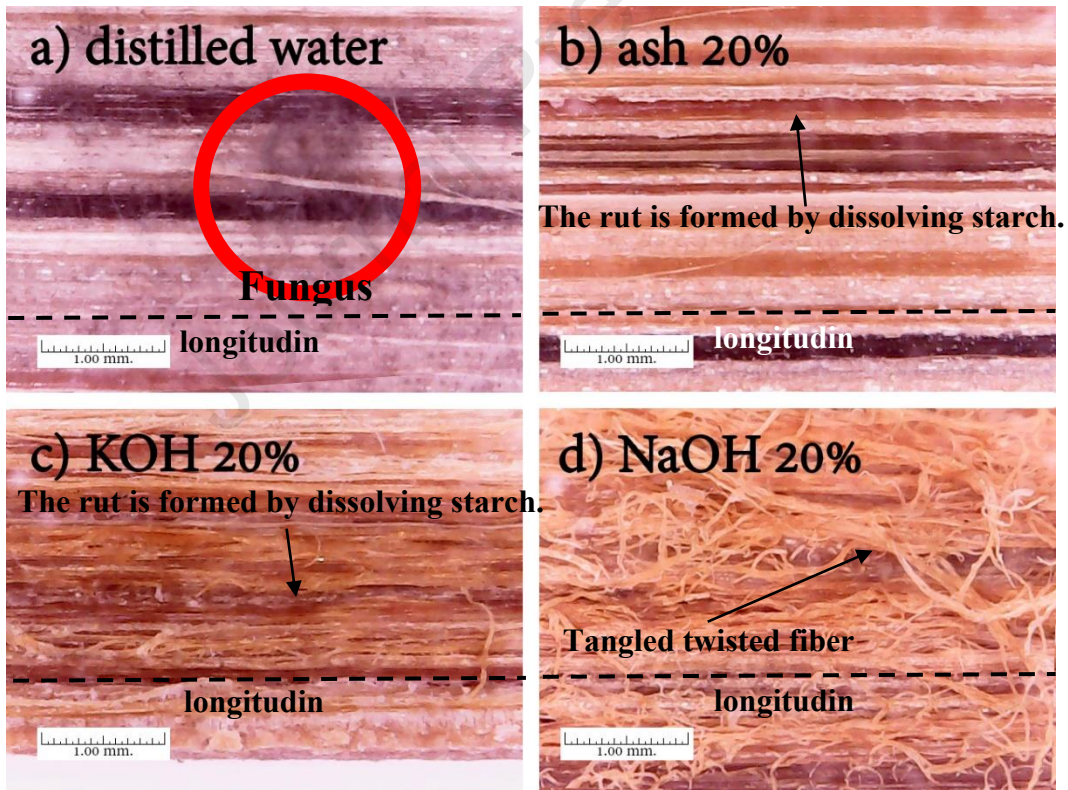 a) distilled water
Fungus
longitudin
1.00 mm.
b) ash 20%
The rut is formed by dissolving starch.
longitudin
1.00 mm.
c) KOH 20%
The rut is formed by dissolving starch.
longitudin
1.00 mm.
d) NaOH 20%
Tangled twisted fiber
longitudin
1.00 mm.